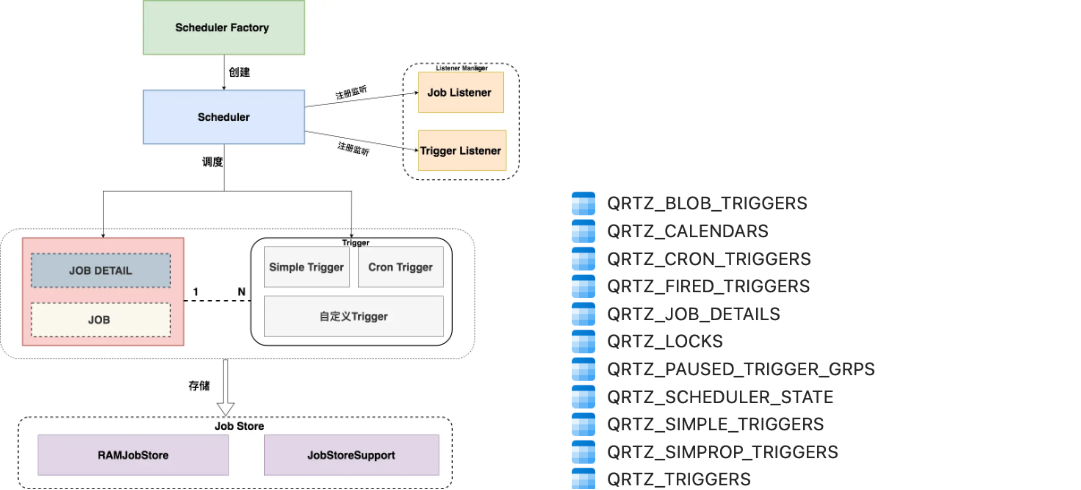 Scheduler Factory
创建
Listener Manager
Scheduler
注册监听
Job Listener
注册监听
Trigger Listener
调度
Trigger
JOB DETAIL
Simple Trigger
Cron Trigger
1
N
JOB
自定义Trigger
存储
Job Store
RAMJobStore
JobStoreSupport
QRTZ_BLOB_TRIGGERS
QRTZ_CALENDARS
QRTZ_CRON_TRIGGERS
QRTZ_FIRED_TRIGGERS
QRTZ_JOB_DETAILS
QRTZ_LOCKS
QRTZ_PAUSED_TRIGGER_GRPS
QRTZ_SCHEDULER_STATE
QRTZ_SIMPLE_TRIGGERS
QRTZ_SIMPROP_TRIGGERS
QRTZ_TRIGGERS